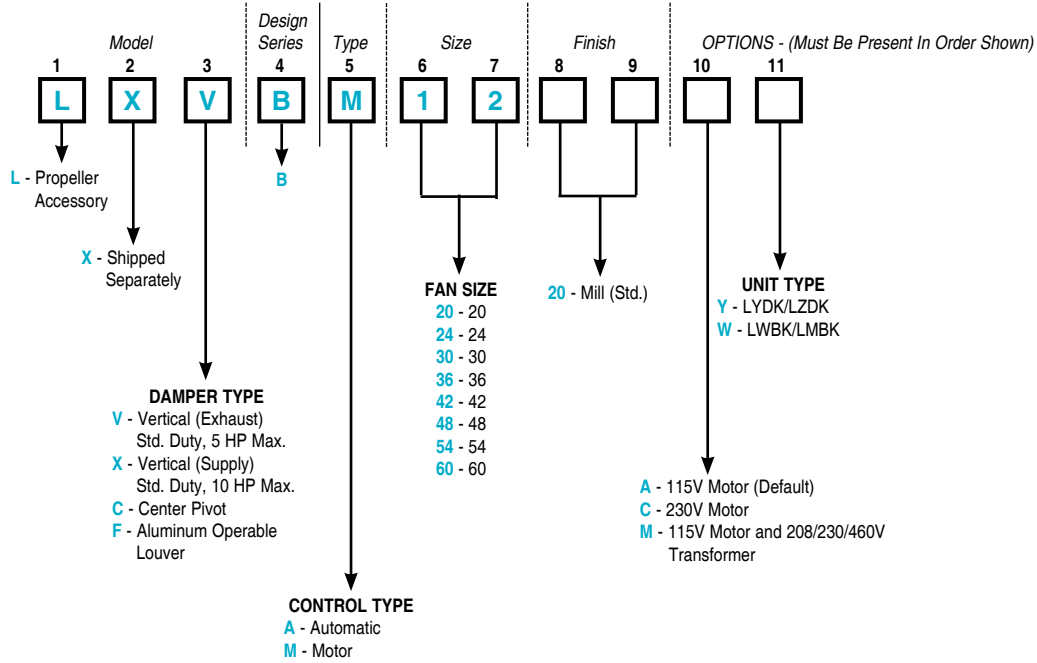 Design
Model Series Type Size Finish OPTIONS - (Must Be Present In Order Shown)
1 2 3 4 5 6 7 8 9 10 11
L X V B M 1 2
L - Propeller
Accessory
B
X - Shipped
Separately
FAN SIZE
20 - 20
24 - 24
30 - 30
36 - 36
42 - 42
48 - 48
54 - 54
60 - 60
20 - Mill (Std.)
UNIT TYPE
Y - LYDK/LZDK
W - LWBK/LMBK
DAMPER TYPE
V - Vertical (Exhaust)
Std. Duty, 5 HP Max.
X - Vertical (Supply)
Std. Duty, 10 HP Max.
C - Center Pivot
F - Aluminum Operable
Louver
A - 115V Motor (Default)
C - 230V Motor
M - 115V Motor and 208/230/460V
Transformer
CONTROL TYPE
A - Automatic
M - Motor